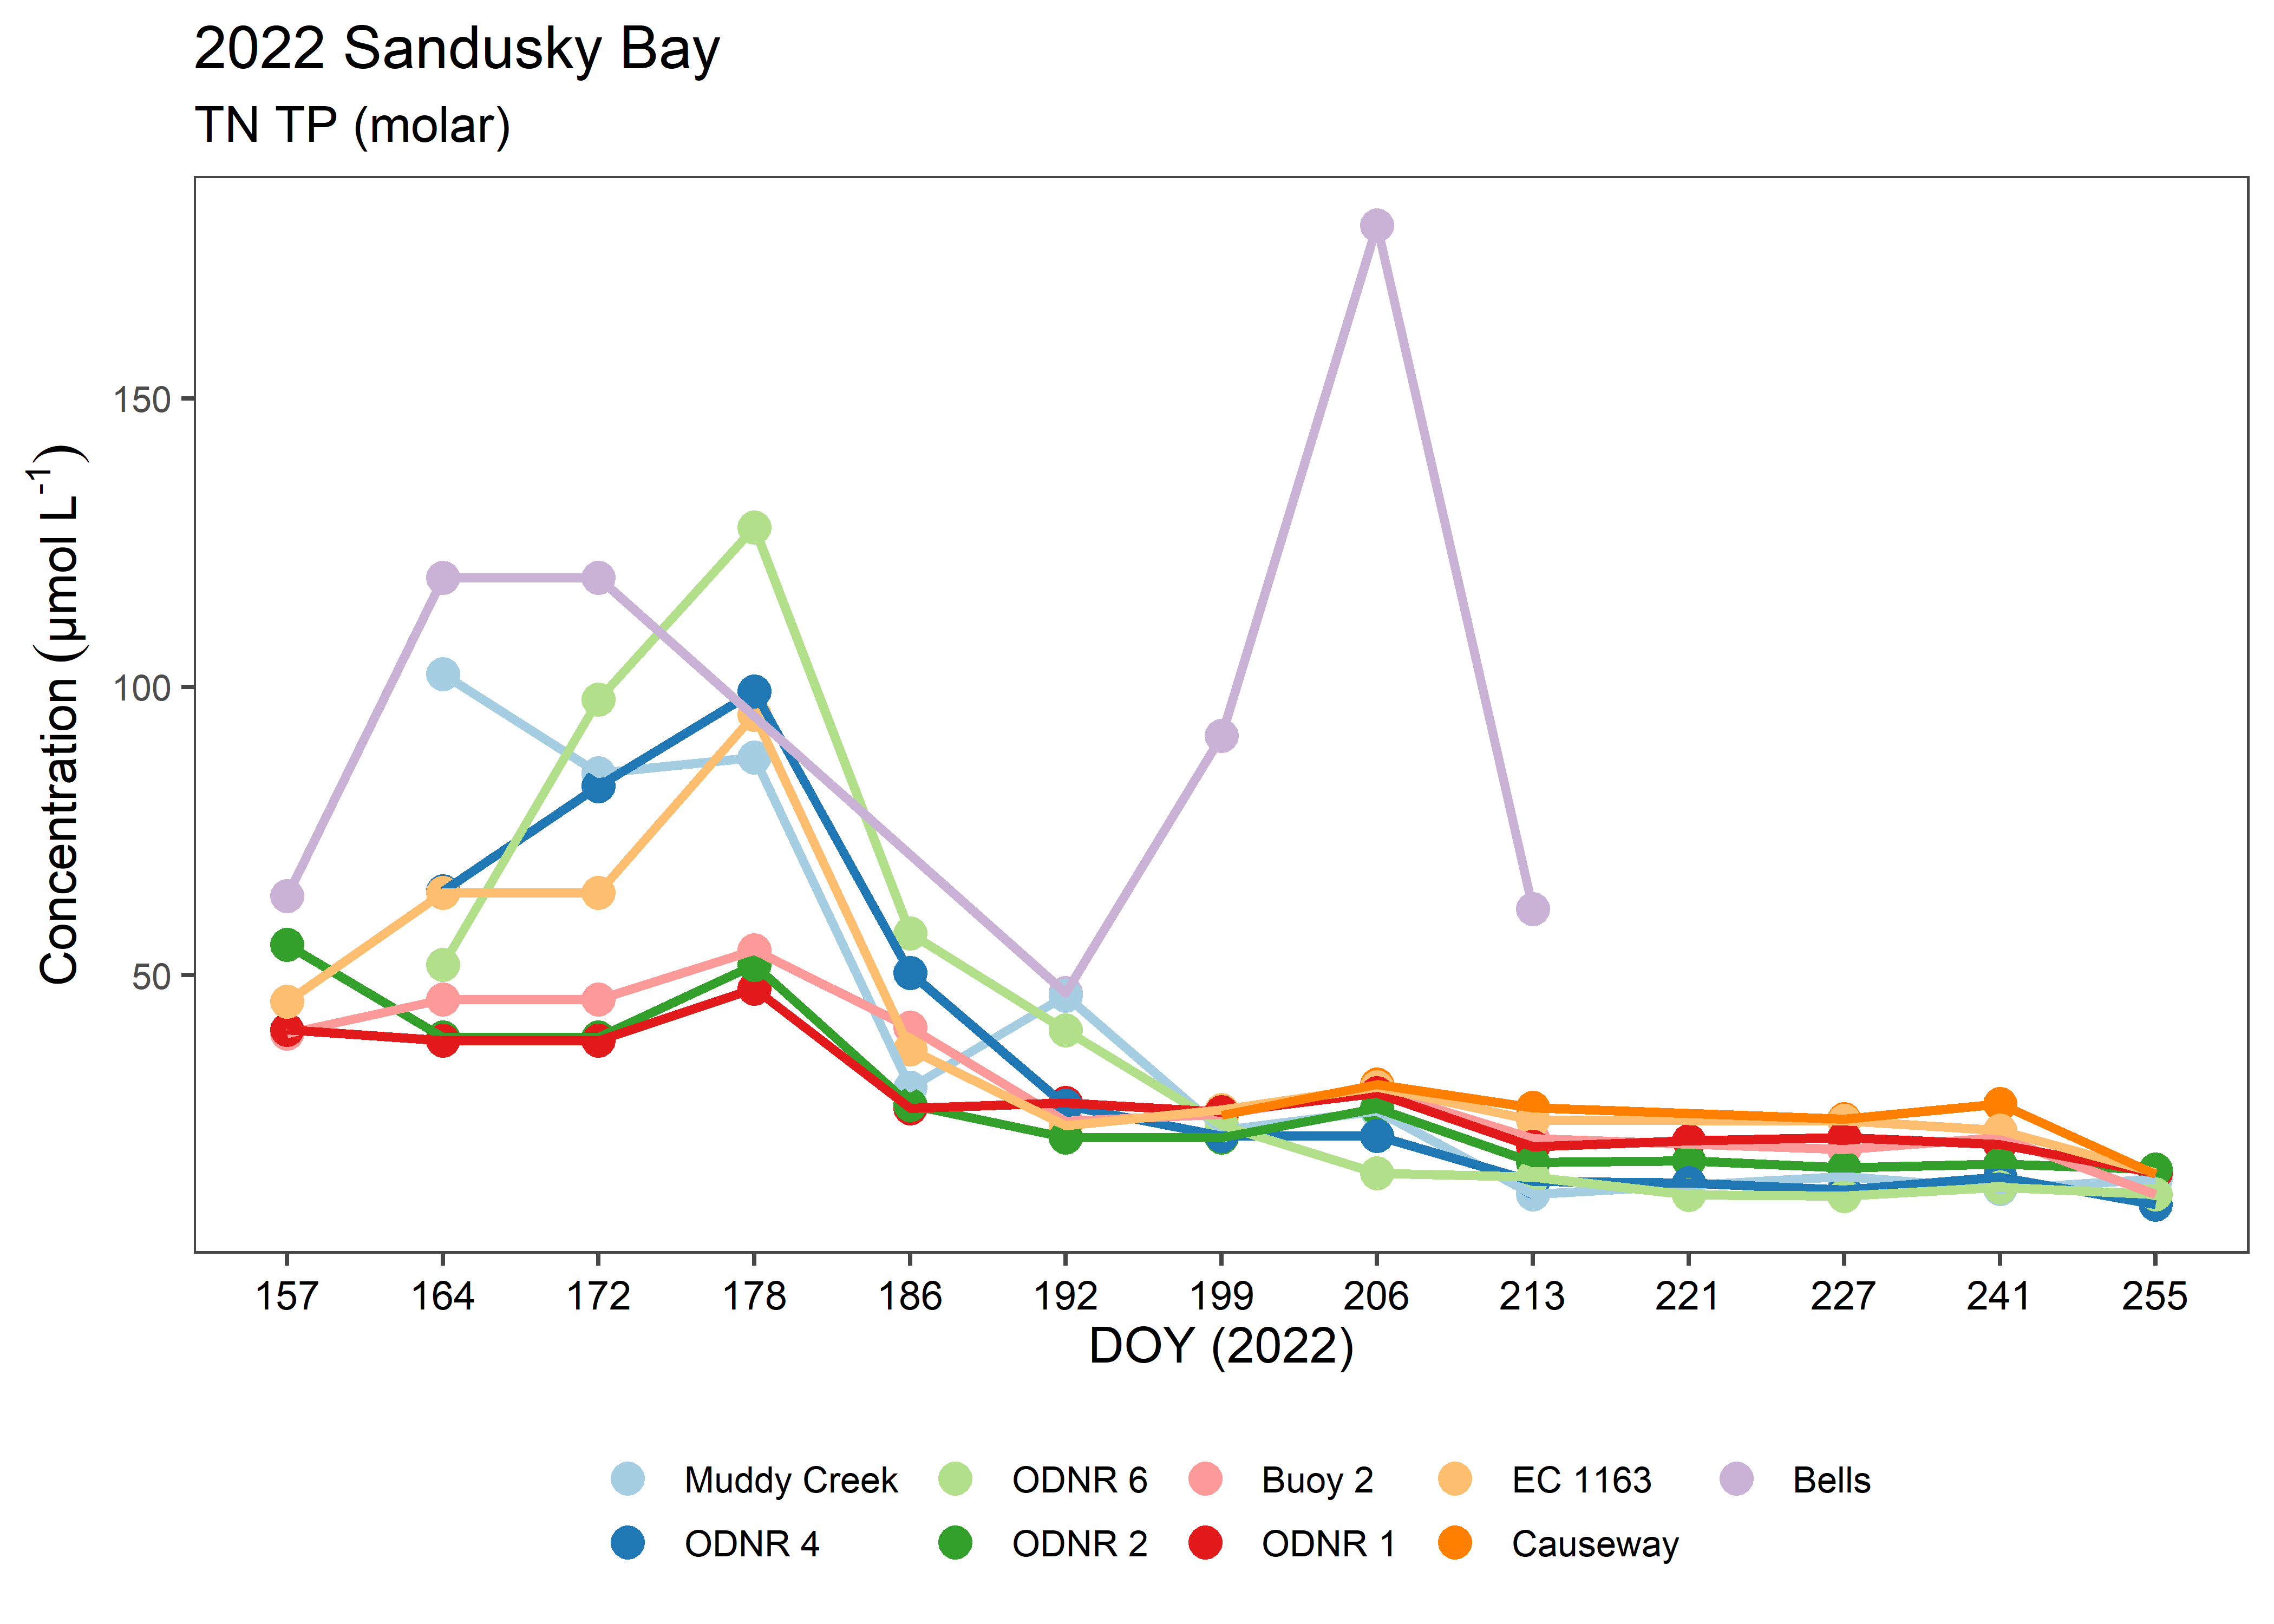 2022 Sandusky Bay
TN TP (molar)
Concentration (µmol L⁻¹)
150
100
50
157 164 172 178 186 192 199 206 213 221 227 241 255
DOY (2022)
Muddy Creek ODNR 6 Buoy 2 EC 1163 Bells
ODNR 4 ODNR 2 ODNR 1 Causeway